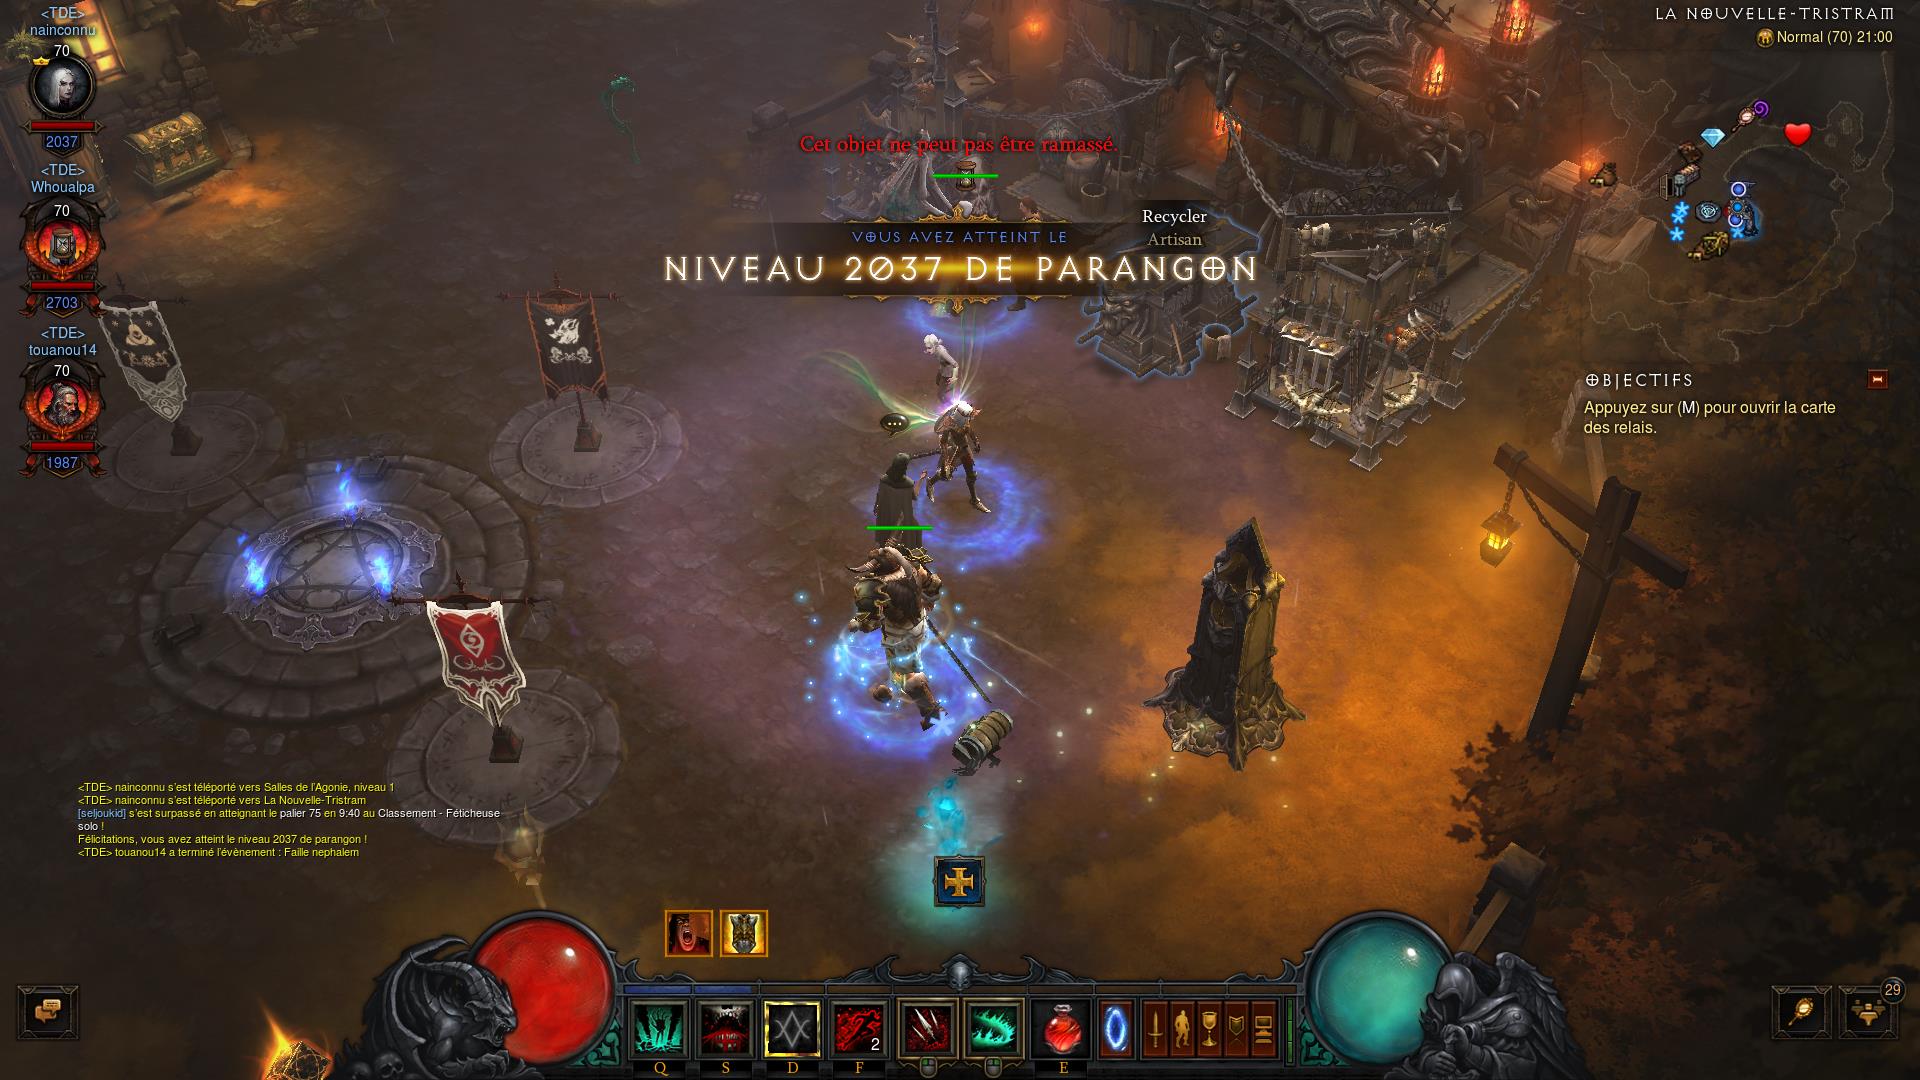 <TDE>
nainconnu
70
2037
<TDE>
Whoualpa
70
2703
<TDE>
touanou14
70
1987
LA NOUVELLE-TRISTRAM
Normal (70) 21:00
Cet objet ne peut pas être ramassé.
VOUS AVEZ ATTEINT LE
NIVEAU 2037 DE PARANGON
Recycler
Artisan
OBJECTIFS
Appuyez sur (M) pour ouvrir la carte
des relais.
<TDE> nainconnu s'est téléporté vers Salles de l'Agonie, niveau 1
<TDE> nainconnu s'est téléporté vers La Nouvelle-Tristram
[seljoukid] s'est surpassé en atteignant le palier 75 en 9:40 au Classement - Féticheuse
solo !
Félicitations, vous avez atteint le niveau 2037 de parangon !
<TDE> touanou14 a terminé l'évènement : Faille nephalem
2
29
Q
S
D
F
E